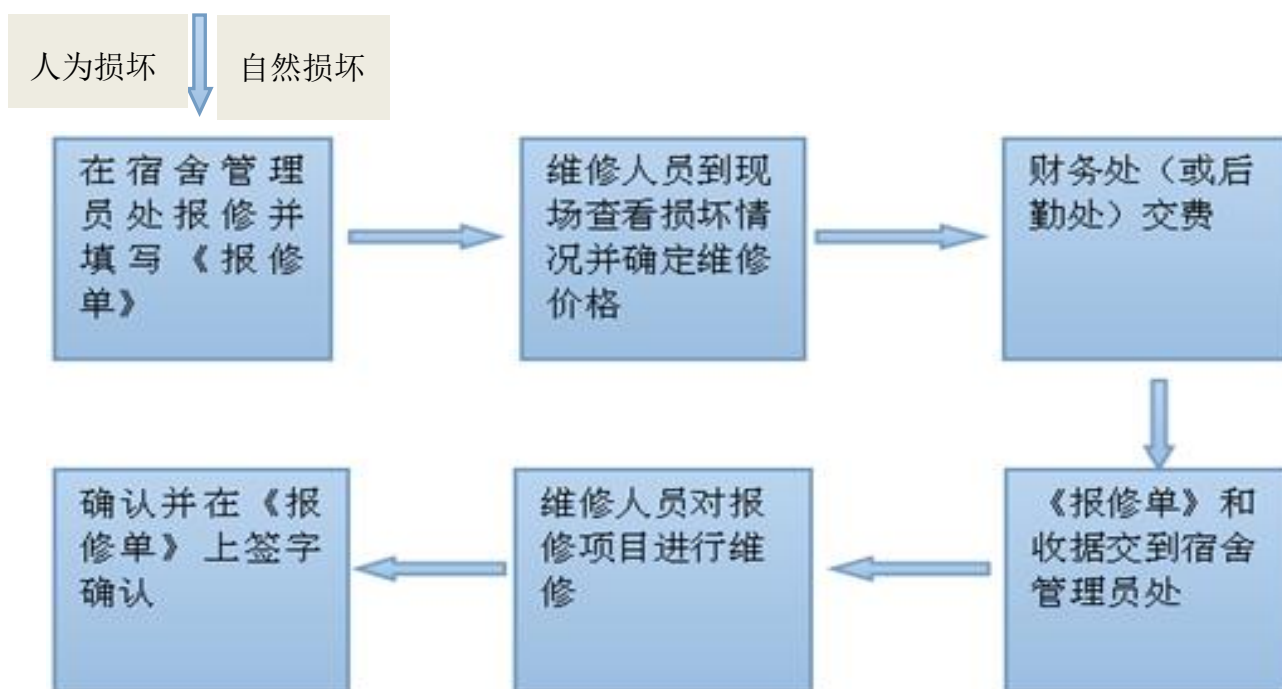 人为损坏
自然损坏
在宿舍管理
员处报修并
填写《报修
单》
维修人员到现
场查看损坏情
况并确定维修
价格
财务处（或后
勤处）交费
《报修单》和
收据交到宿舍
管理员处
维修人员对报
修项目进行维
修
确认并在《报
修单》上签字
确认